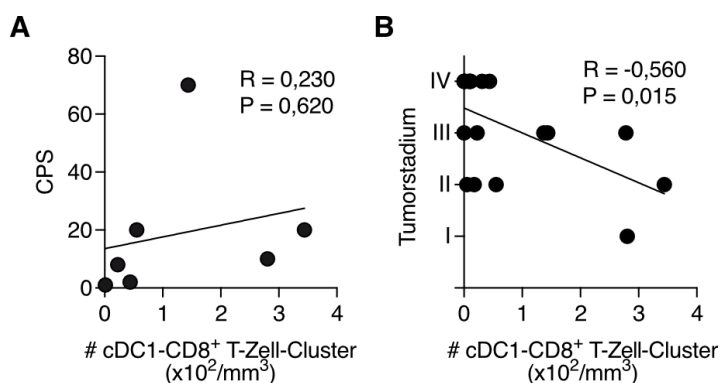 A
CPS
80
60
40
20
0
R = 0,230
P = 0,620
0 1 2 3 4
# cDC1-CD8⁺ T-Zell-Cluster
(x10²/mm³)
B
Tumorstadium
IV
III
II
I
R = -0,560
P = 0,015
0 1 2 3 4
# cDC1-CD8⁺ T-Zell-Cluster
(x10²/mm³)